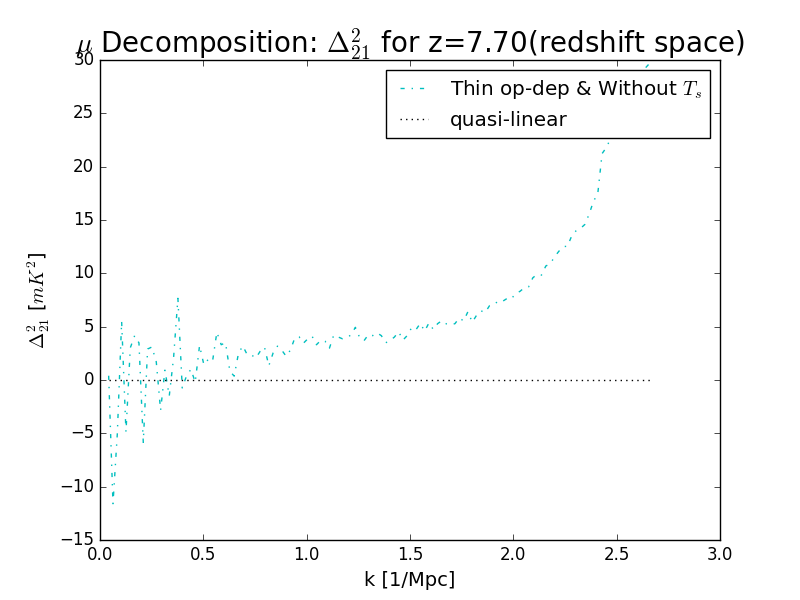 μ Decomposition: Δ²₂₁ for z=7.70(redshift space)
Thin op-dep & Without Tₛ
quasi-linear
Δ²₂₁ [mK²]
30
25
20
15
10
5
0
−5
−10
−15
0.0 0.5 1.0 1.5 2.0 2.5 3.0
k [1/Mpc]